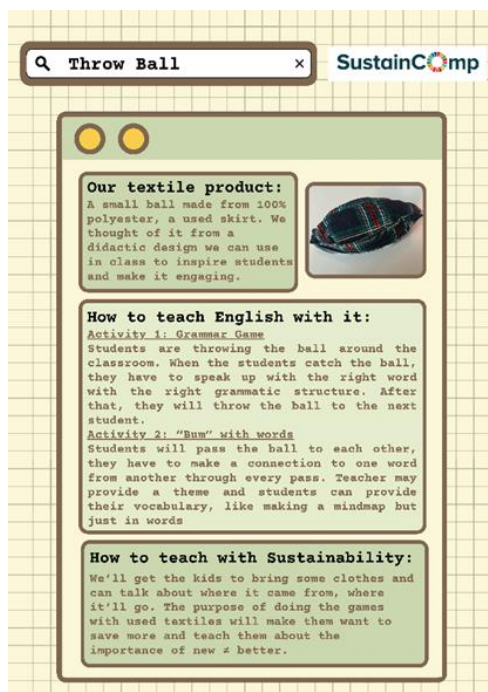 Throw Ball ×
SustainComp
Our textile product:
A small ball made from 100%
polyester, a used skirt. We
thought of it from a
didactic design we can use
in class to inspire students
and make it engaging.
How to teach English with it:
Activity 1: Grammar Game
Students are throwing the ball around the
classroom. When the students catch the ball,
they have to speak up with the right word
with the right grammatic structure. After
that, they will throw the ball to the next
student.
Activity 2: “Bum” with words
Students will pass the ball to each other,
they have to make a connection to one word
from another through every pass. Teacher may
provide a theme and students can provide
their vocabulary, like making a mindmap but
just in words
How to teach with Sustainability:
We’ll get the kids to bring some clothes and
can talk about where it came from, where
it’ll go. The purpose of doing the games
with used textiles will make them want to
save more and teach them about the
importance of new ≠ better.